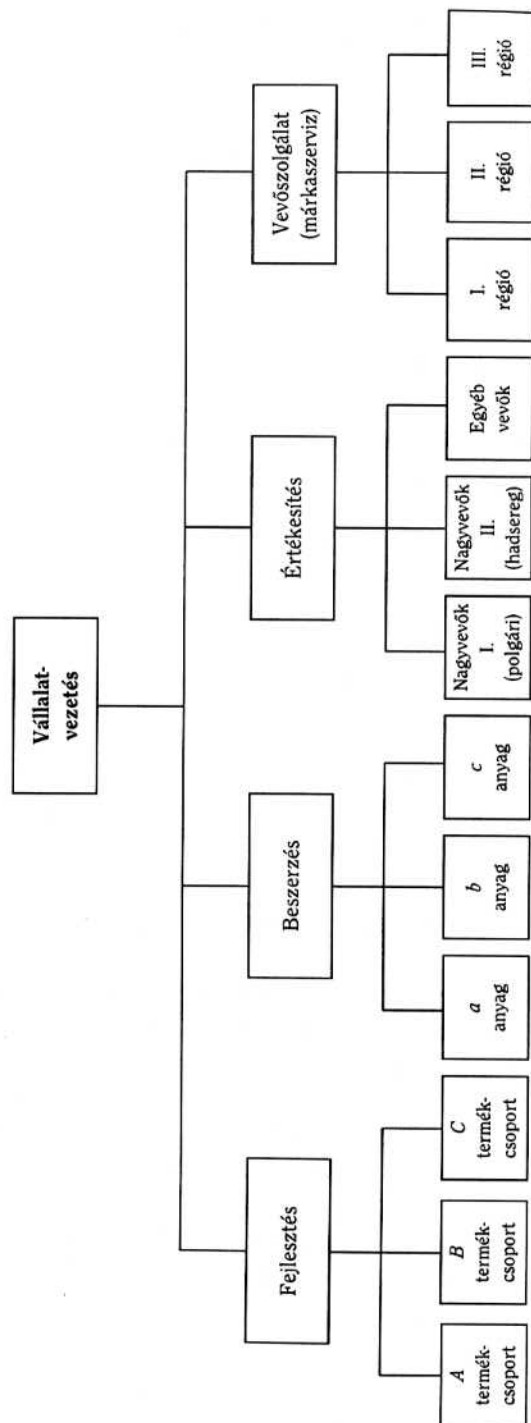 Vállalat-
vezetés
Fejlesztés
Beszerzés
Értékesítés
Vevőszolgálat
(márkaszerviz)
A
termék-
csoport
B
termék-
csoport
C
termék-
csoport
a
anyag
b
anyag
c
anyag
Nagyvevők
I.
(polgári)
Nagyvevők
II.
(hadsereg)
Egyéb
vevők
I.
régió
II.
régió
III.
régió